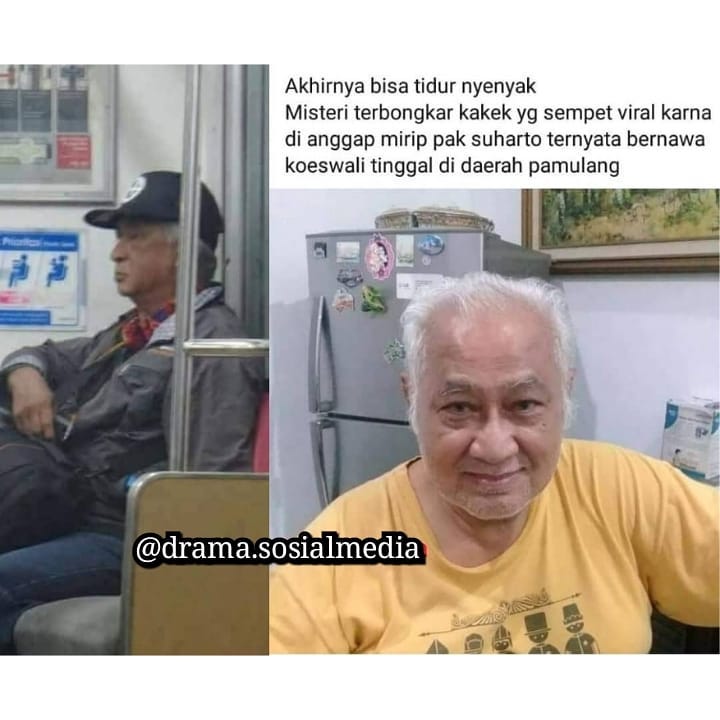 Akhirnya bisa tidur nyenyak
Misteri terbongkar kakek yg sempet viral karna
di anggap mirip pak suharto ternyata bernawa
koeswali tinggal di daerah pamulang
Prioritas
@drama.sosialmedia